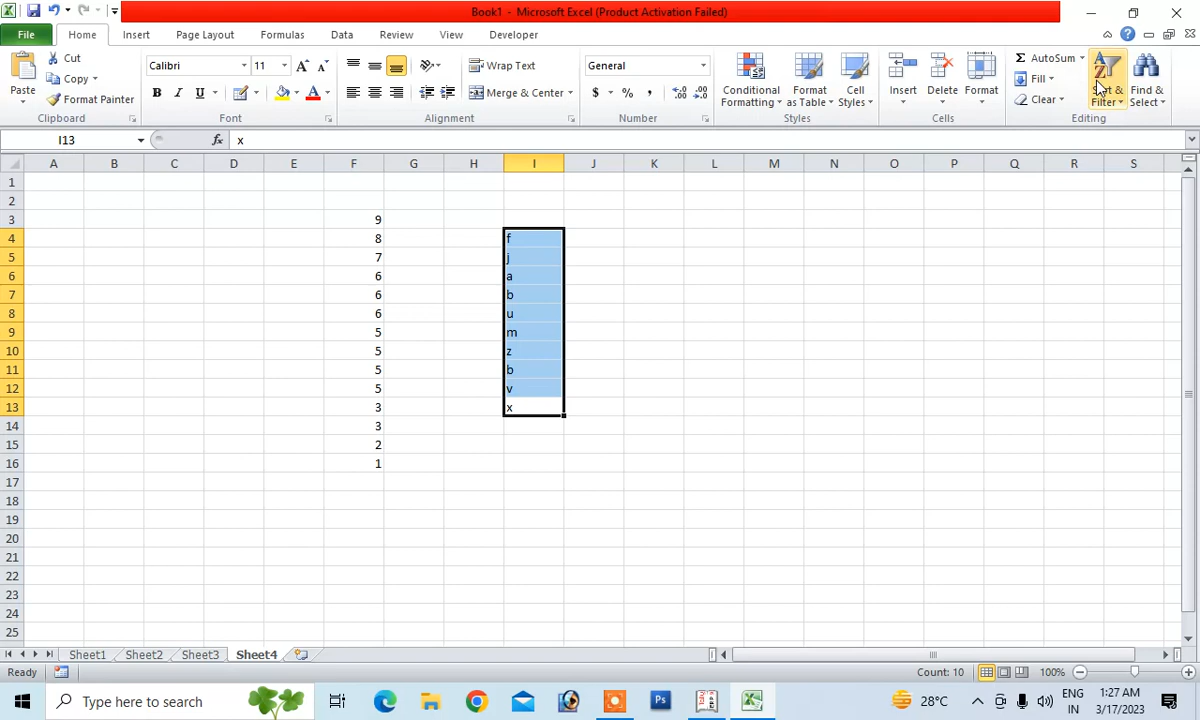 Book1 - Microsoft Excel (Product Activation Failed)
File Home Insert Page Layout Formulas Data Review View Developer
Paste
Cut
Copy
Format Painter
Clipboard
Calibri 11
A A
B I U
A
Font
Wrap Text
Merge & Center
Alignment
General
$ % ,
Number
Conditional Formatting
Format as Table
Cell Styles
Styles
Insert Delete Format
Cells
Σ AutoSum
Fill
Clear
Sort & Filter
Find & Select
Editing
I13 fx x
A B C D E F G H I J K L M N O P Q R S
1
2
3 9
4 8 f
5 7 j
6 6 a
7 6 b
8 6 u
9 5 m
10 5 z
11 5 b
12 5 v
13 3 x
14 3
15 2
16 1
17
18
19
20
21
22
23
24
25
Sheet1 Sheet2 Sheet3 Sheet4
Ready Count: 10 100%
Type here to search
Ps
28°C
ENG
IN
1:27 AM
3/17/2023